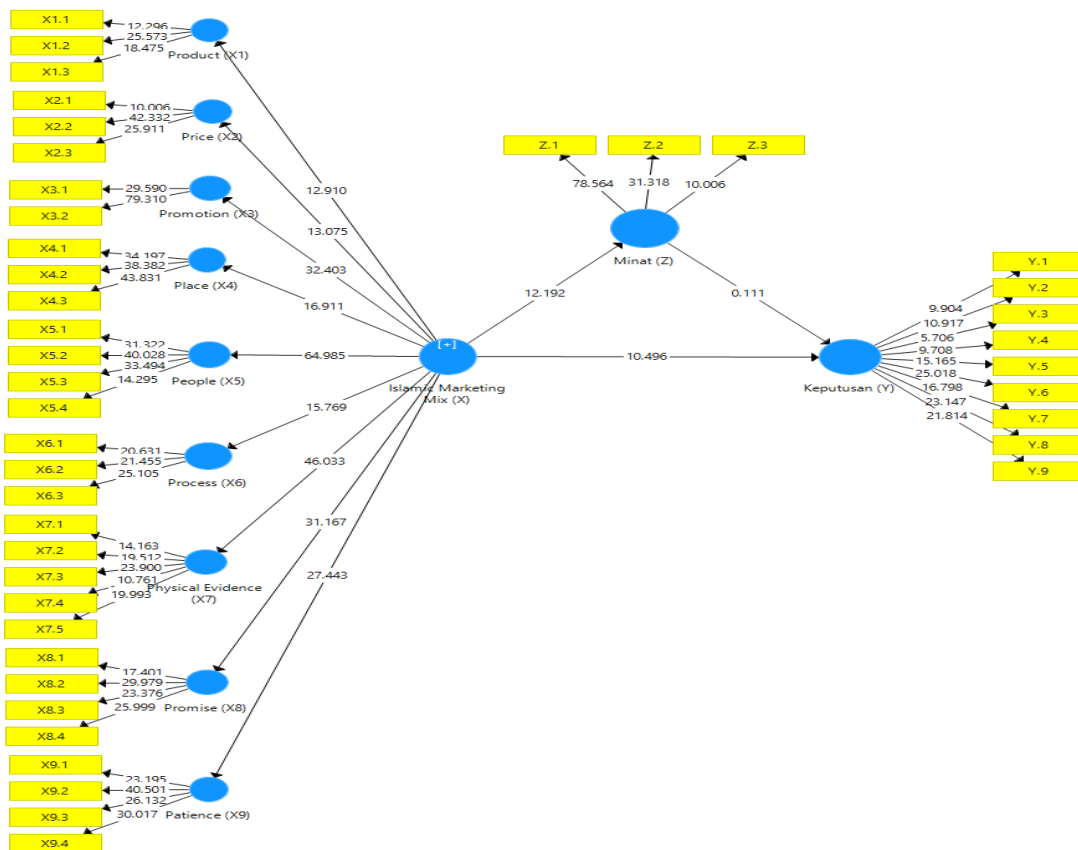 X1.1
X1.2
X1.3
12.296
25.573
18.475
Product (X1)
X2.1
X2.2
X2.3
10.006
42.332
25.911
Price (X2)
X3.1
X3.2
29.590
79.310
Promotion (X3)
X4.1
X4.2
X4.3
34.197
38.382
43.831
Place (X4)
X5.1
X5.2
X5.3
X5.4
31.322
40.028
33.494
14.295
People (X5)
X6.1
X6.2
X6.3
20.631
21.455
25.105
Process (X6)
X7.1
X7.2
X7.3
X7.4
X7.5
14.163
19.512
23.900
10.761
19.993
Physical Evidence
(X7)
X8.1
X8.2
X8.3
X8.4
17.401
29.979
23.376
25.999
Promise (X8)
X9.1
X9.2
X9.3
X9.4
23.195
40.501
26.132
30.017
Patience (X9)
12.910
13.075
32.403
16.911
64.985
15.769
46.033
31.167
27.443
[+]
Islamic Marketing
Mix (X)
12.192
10.496
Z.1
Z.2
Z.3
78.564
31.318
10.006
Minat (Z)
0.111
Keputusan (Y)
9.904
10.917
5.706
9.708
15.165
25.018
16.798
23.147
21.814
Y.1
Y.2
Y.3
Y.4
Y.5
Y.6
Y.7
Y.8
Y.9